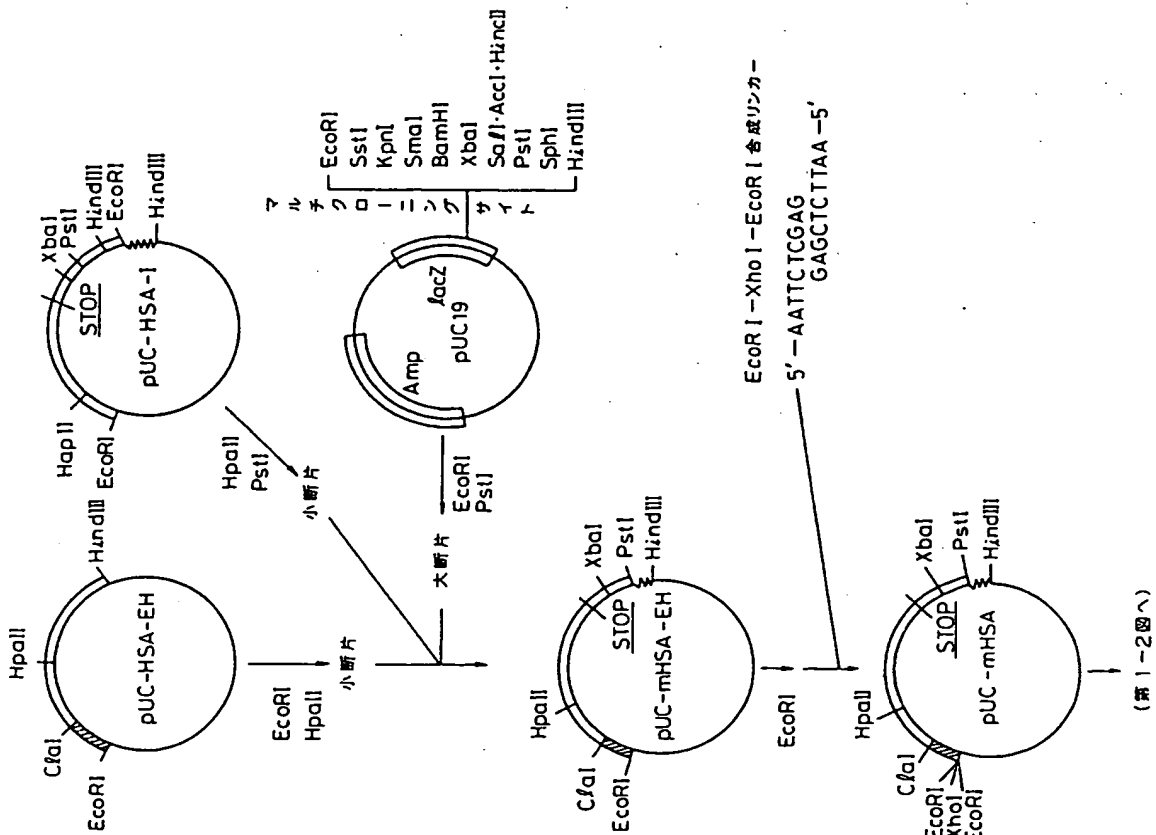 HpaII
ClaI
EcoRI
HindIII
pUC-HSA-EH
EcoRI
HpaII
小断片
XbaI
PstI
HindIII
EcoRI
HindIII
STOP
HapII
EcoRI
pUC-HSA-I
HpaII
PstI
小断片
マルチクローニングサイト
EcoRI
SstI
KpnI
SmaI
BamHI
XbaI
SalI・AccI・HincII
PstI
SphI
HindIII
Amp
lacZ
pUC19
EcoRI
PstI
大断片
HpaII
ClaI
EcoRI
XbaI
PstI
HindIII
STOP
pUC-mHSA-EH
EcoRI
EcoRI-XhoI-EcoRI合成リンカー
5'-AATTCTCGAG
GAGCTCTTAA-5'
HpaII
ClaI
EcoRI
XhoI
EcoRI
XbaI
PstI
HindIII
STOP
pUC-mHSA
(第1-2図へ)